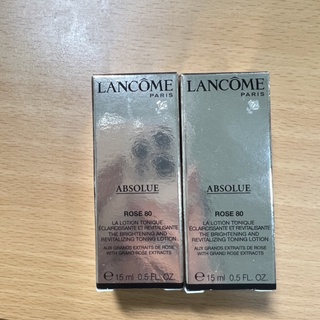 LANCÔME
PARIS
ABSOLUE
ROSE 80
LA LOTION TONIQUE
ÉCLAIRCISSANTE ET REVITALISANTE
THE BRIGHTENING AND
REVITALIZING TONING LOTION
AUX GRANDS EXTRAITS DE ROSE
WITH GRAND ROSE EXTRACTS
℮ 15 ml 0.5 FL. OZ.
LANCÔME
PARIS
ABSOLUE
ROSE 80
LA LOTION TONIQUE
ÉCLAIRCISSANTE ET REVITALISANTE
THE BRIGHTENING AND
REVITALIZING TONING LOTION
AUX GRANDS EXTRAITS DE ROSE
WITH GRAND ROSE EXTRACTS
℮ 15 ml 0.5 FL. OZ.